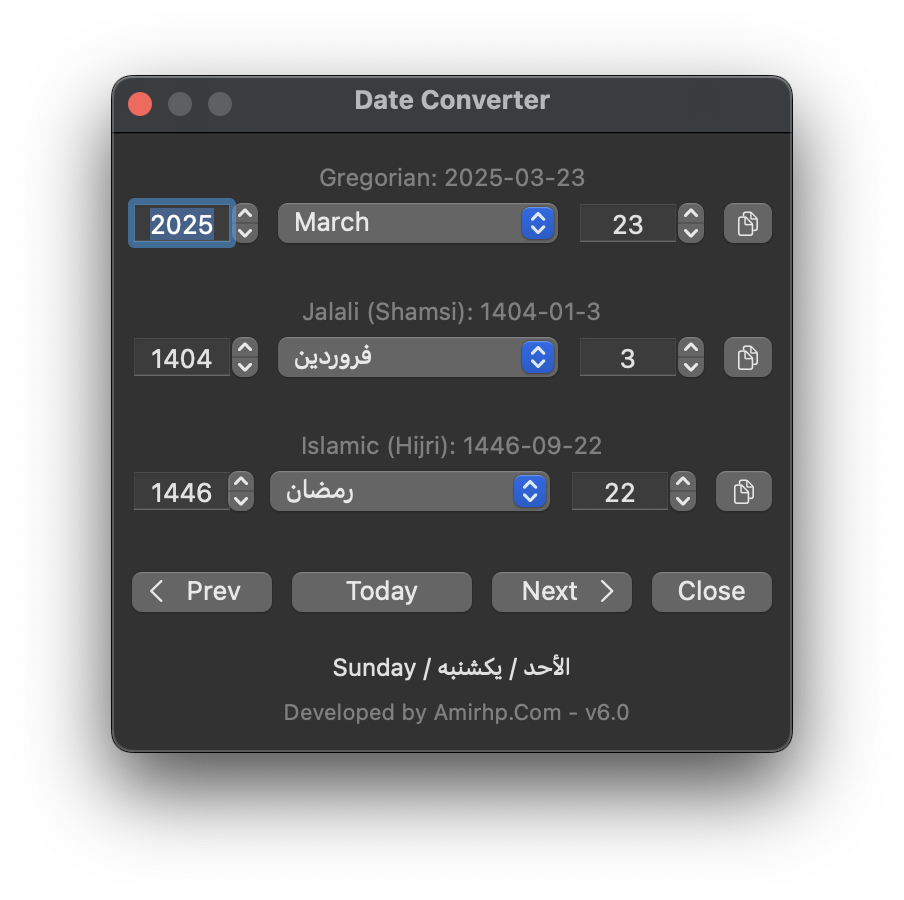 Date Converter
Gregorian: 2025-03-23
2025 March 23
Jalali (Shamsi): 1404-01-3
1404 فروردین 3
Islamic (Hijri): 1446-09-22
1446 رمضان 22
Prev Today Next Close
Sunday / یکشنبه / الأحد
Developed by Amirhp.Com - v6.0